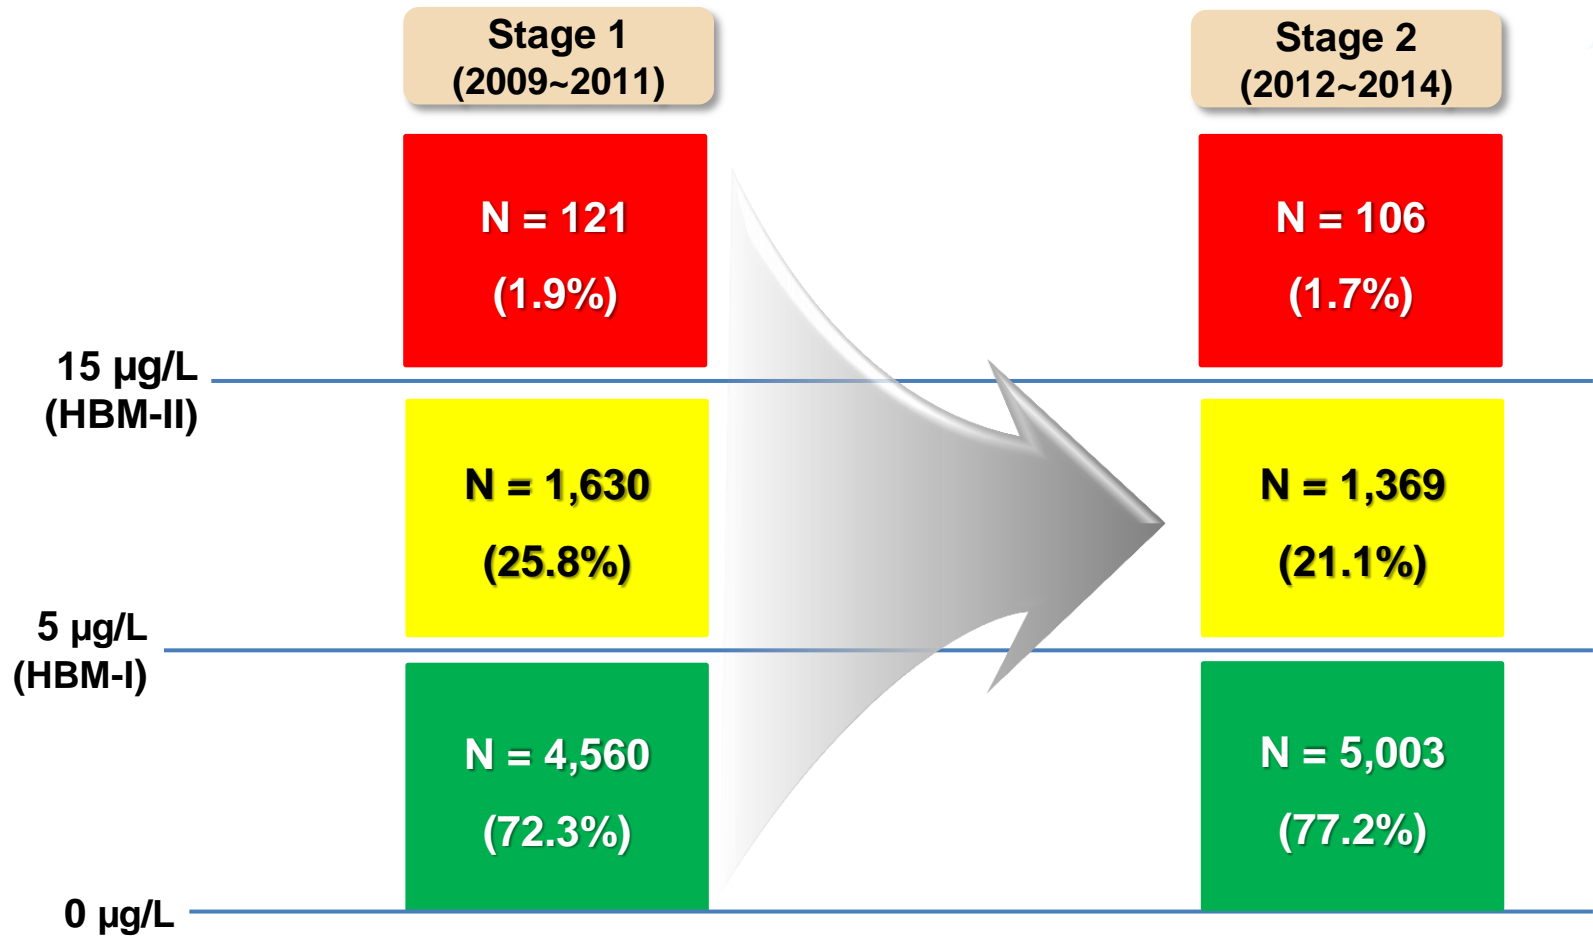 Stage 1
(2009~2011)
Stage 2
(2012~2014)
N = 121
(1.9%)
N = 106
(1.7%)
15 μg/L
(HBM-II)
N = 1,630
(25.8%)
N = 1,369
(21.1%)
5 μg/L
(HBM-I)
N = 4,560
(72.3%)
N = 5,003
(77.2%)
0 μg/L